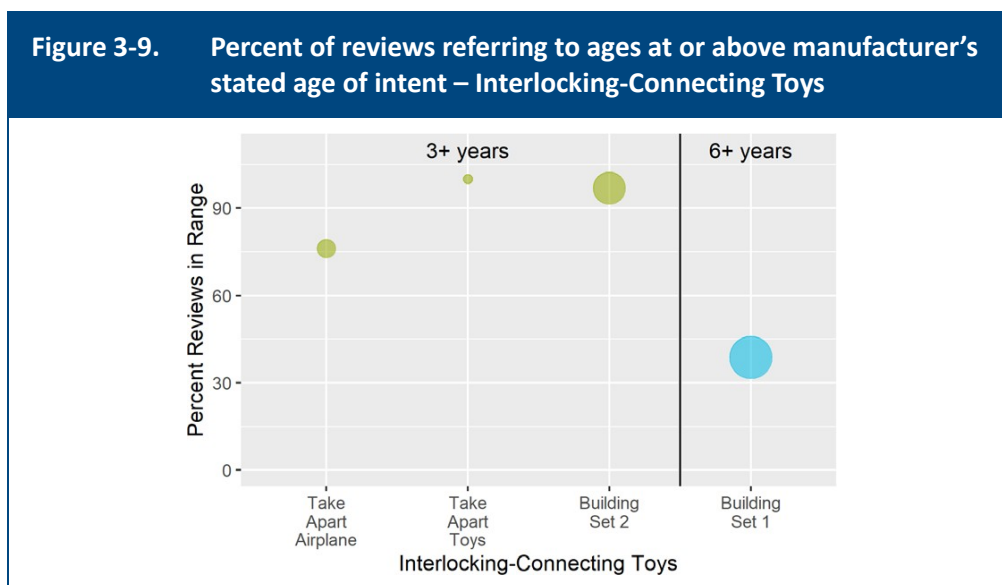 Figure 3-9. Percent of reviews referring to ages at or above manufacturer’s
stated age of intent – Interlocking-Connecting Toys
3+ years
6+ years
Percent Reviews in Range
90
60
30
0
Take
Apart
Airplane
Take
Apart
Toys
Building
Set 2
Building
Set 1
Interlocking-Connecting Toys